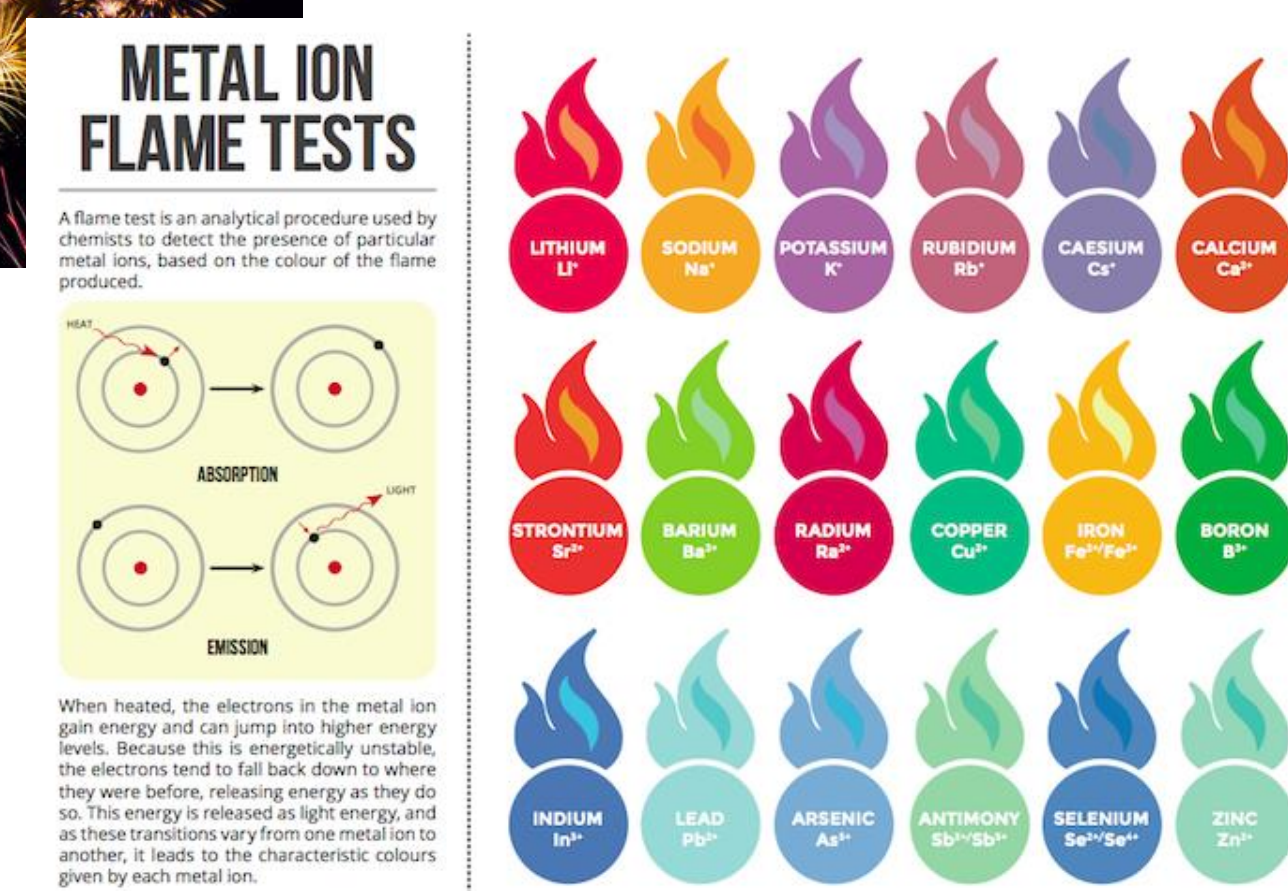 METAL ION
FLAME TESTS
A flame test is an analytical procedure used by
chemists to detect the presence of particular
metal ions, based on the colour of the flame
produced.
HEAT
ABSORPTION
LIGHT
EMISSION
When heated, the electrons in the metal ion
gain energy and can jump into higher energy
levels. Because this is energetically unstable,
the electrons tend to fall back down to where
they were before, releasing energy as they do
so. This energy is released as light energy, and
as these transitions vary from one metal ion to
another, it leads to the characteristic colours
given by each metal ion.
LITHIUM
Li⁺
SODIUM
Na⁺
POTASSIUM
K⁺
RUBIDIUM
Rb⁺
CAESIUM
Cs⁺
CALCIUM
Ca²⁺
STRONTIUM
Sr²⁺
BARIUM
Ba²⁺
RADIUM
Ra²⁺
COPPER
Cu²⁺
IRON
BORON
B³⁺
INDIUM
In³⁺
LEAD
Pb²⁺
ARSENIC
ANTIMONY
SELENIUM
Se²⁺/Se⁴⁺
ZINC
Zn²⁺